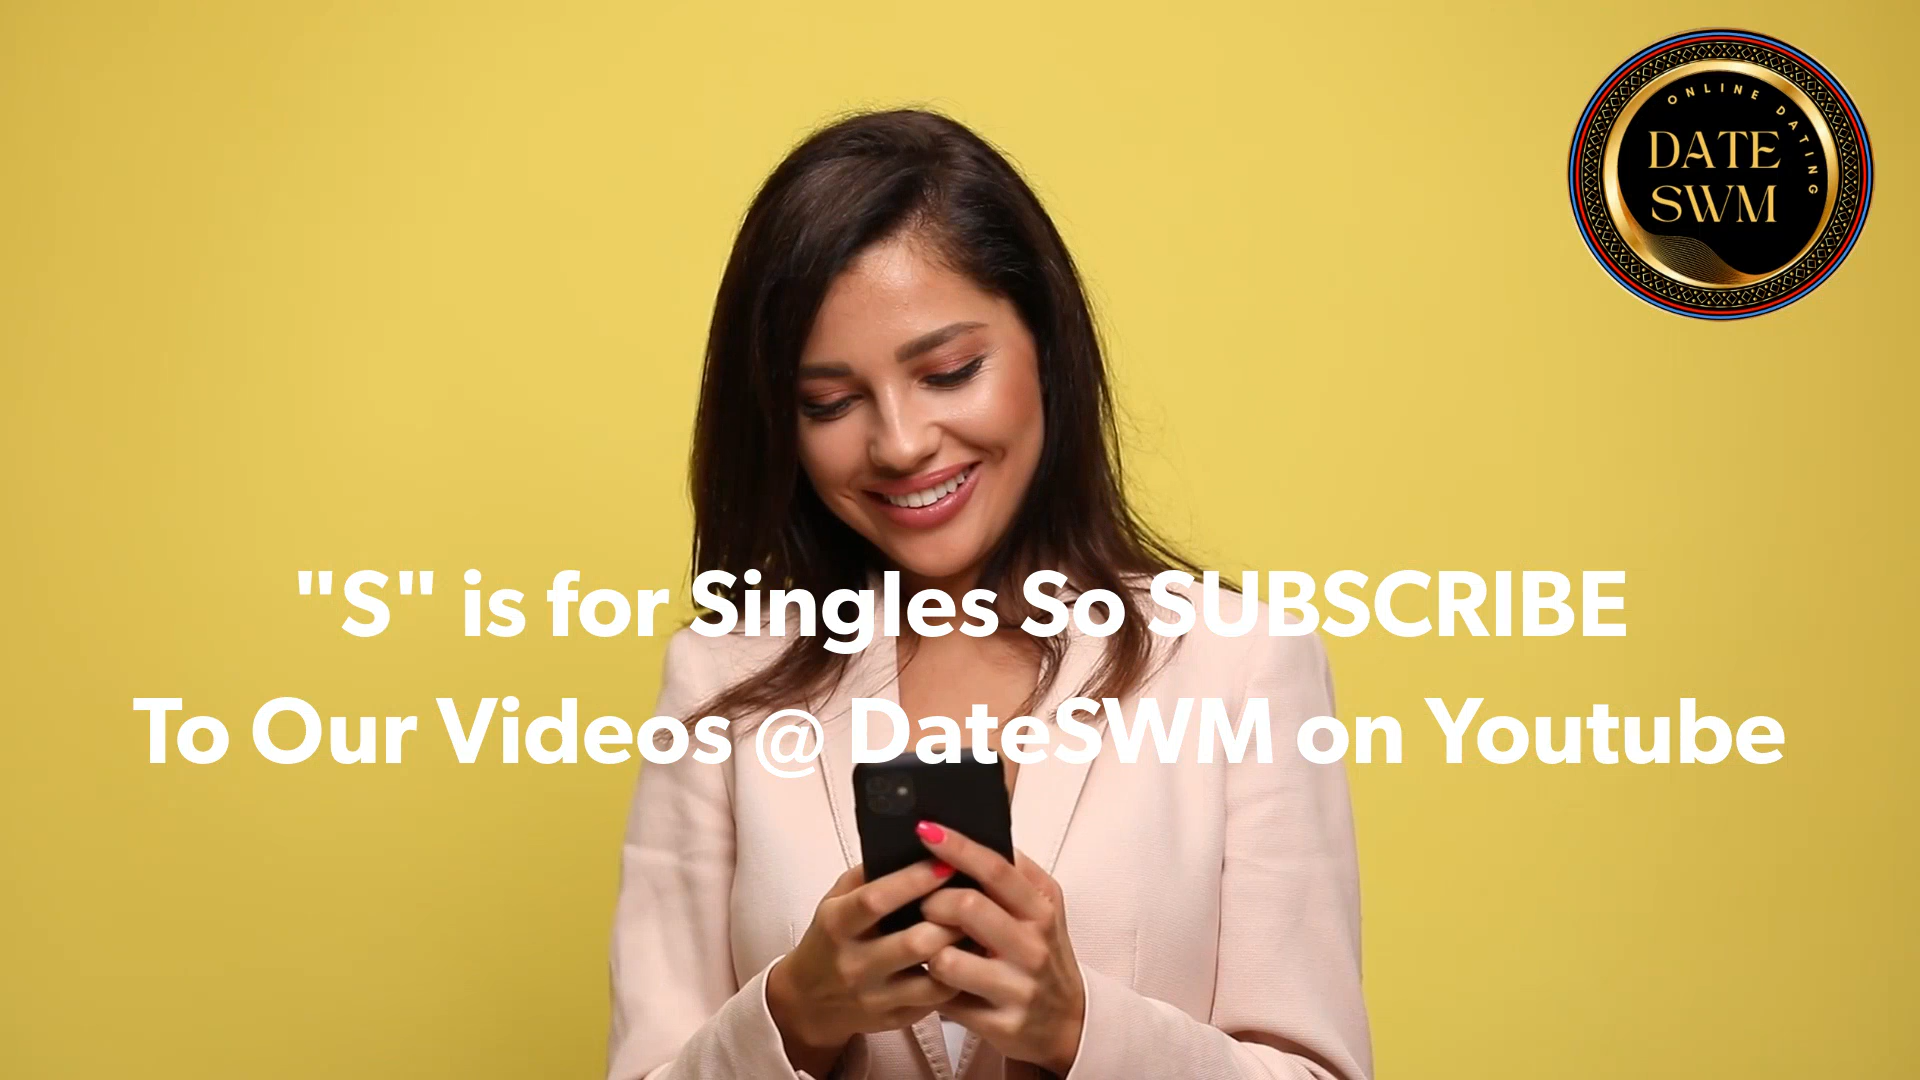 ONLINE DATING
DATE
SWM
"S" is for Singles So SUBSCRIBE
To Our Videos @ DateSWM on Youtube